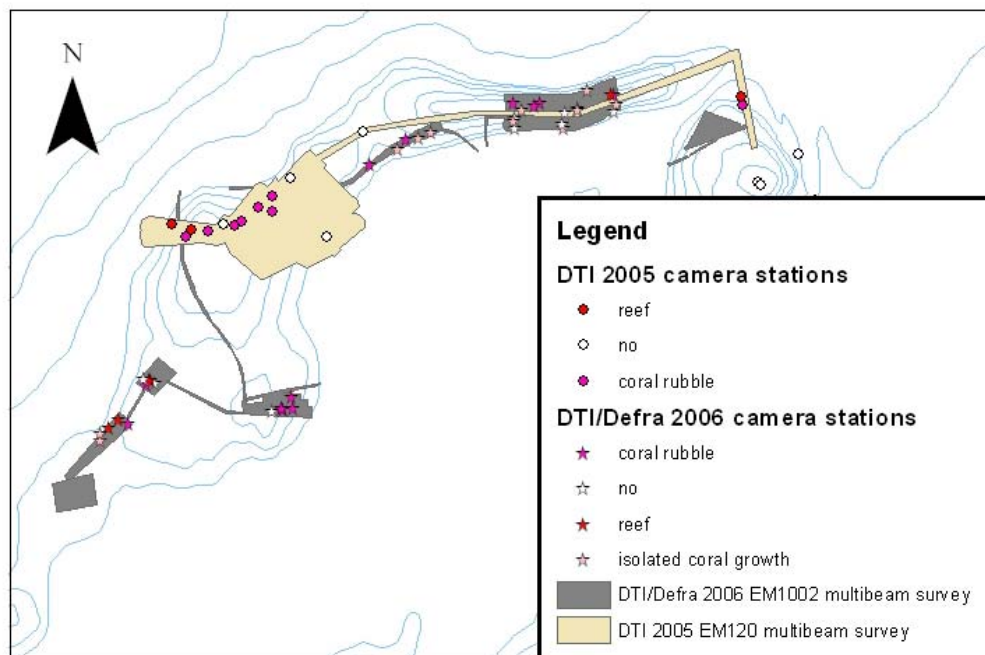 N
Legend
DTI 2005 camera stations
reef
no
coral rubble
DTI/Defra 2006 camera stations
coral rubble
no
reef
isolated coral growth
DTI/Defra 2006 EM1002 multibeam survey
DTI 2005 EM120 multibeam survey